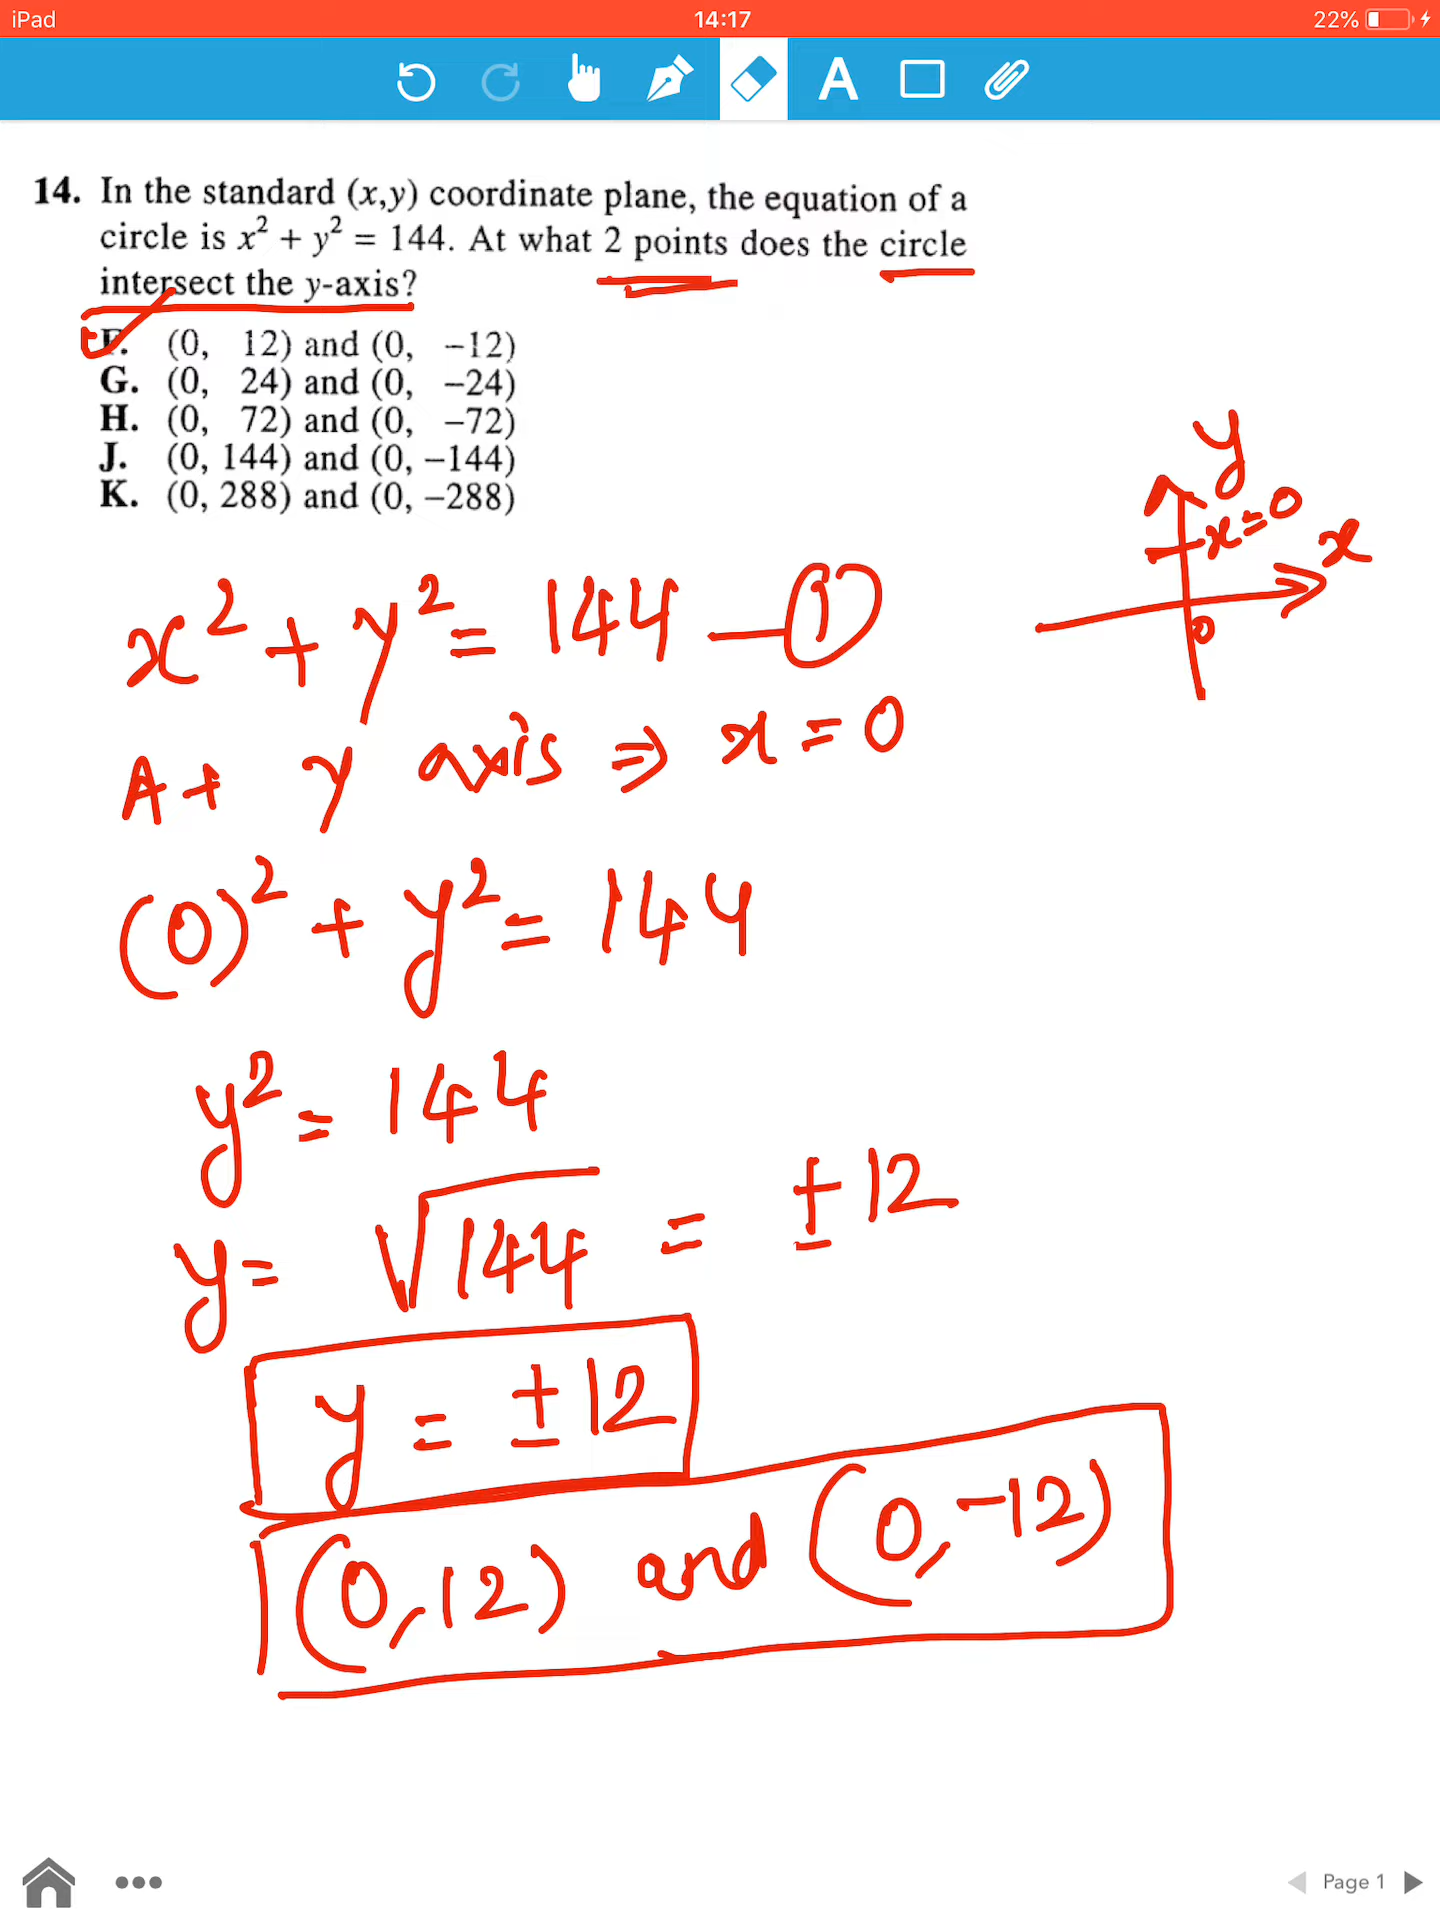 iPad 14:17 22%
A
14. In the standard (x,y) coordinate plane, the equation of a
circle is x² + y² = 144. At what 2 points does the circle
intersect the y-axis?
F. (0, 12) and (0, −12)
G. (0, 24) and (0, −24)
H. (0, 72) and (0, −72)
J. (0, 144) and (0, −144)
K. (0, 288) and (0, −288)
y
x=0
x
0
x² + y² = 144 — ①
At y axis ⇒ x = 0
(0)² + y² = 144
y² = 144
y = √144 = ±12
y = ±12
(0,12) and (0,-12)
Page 1